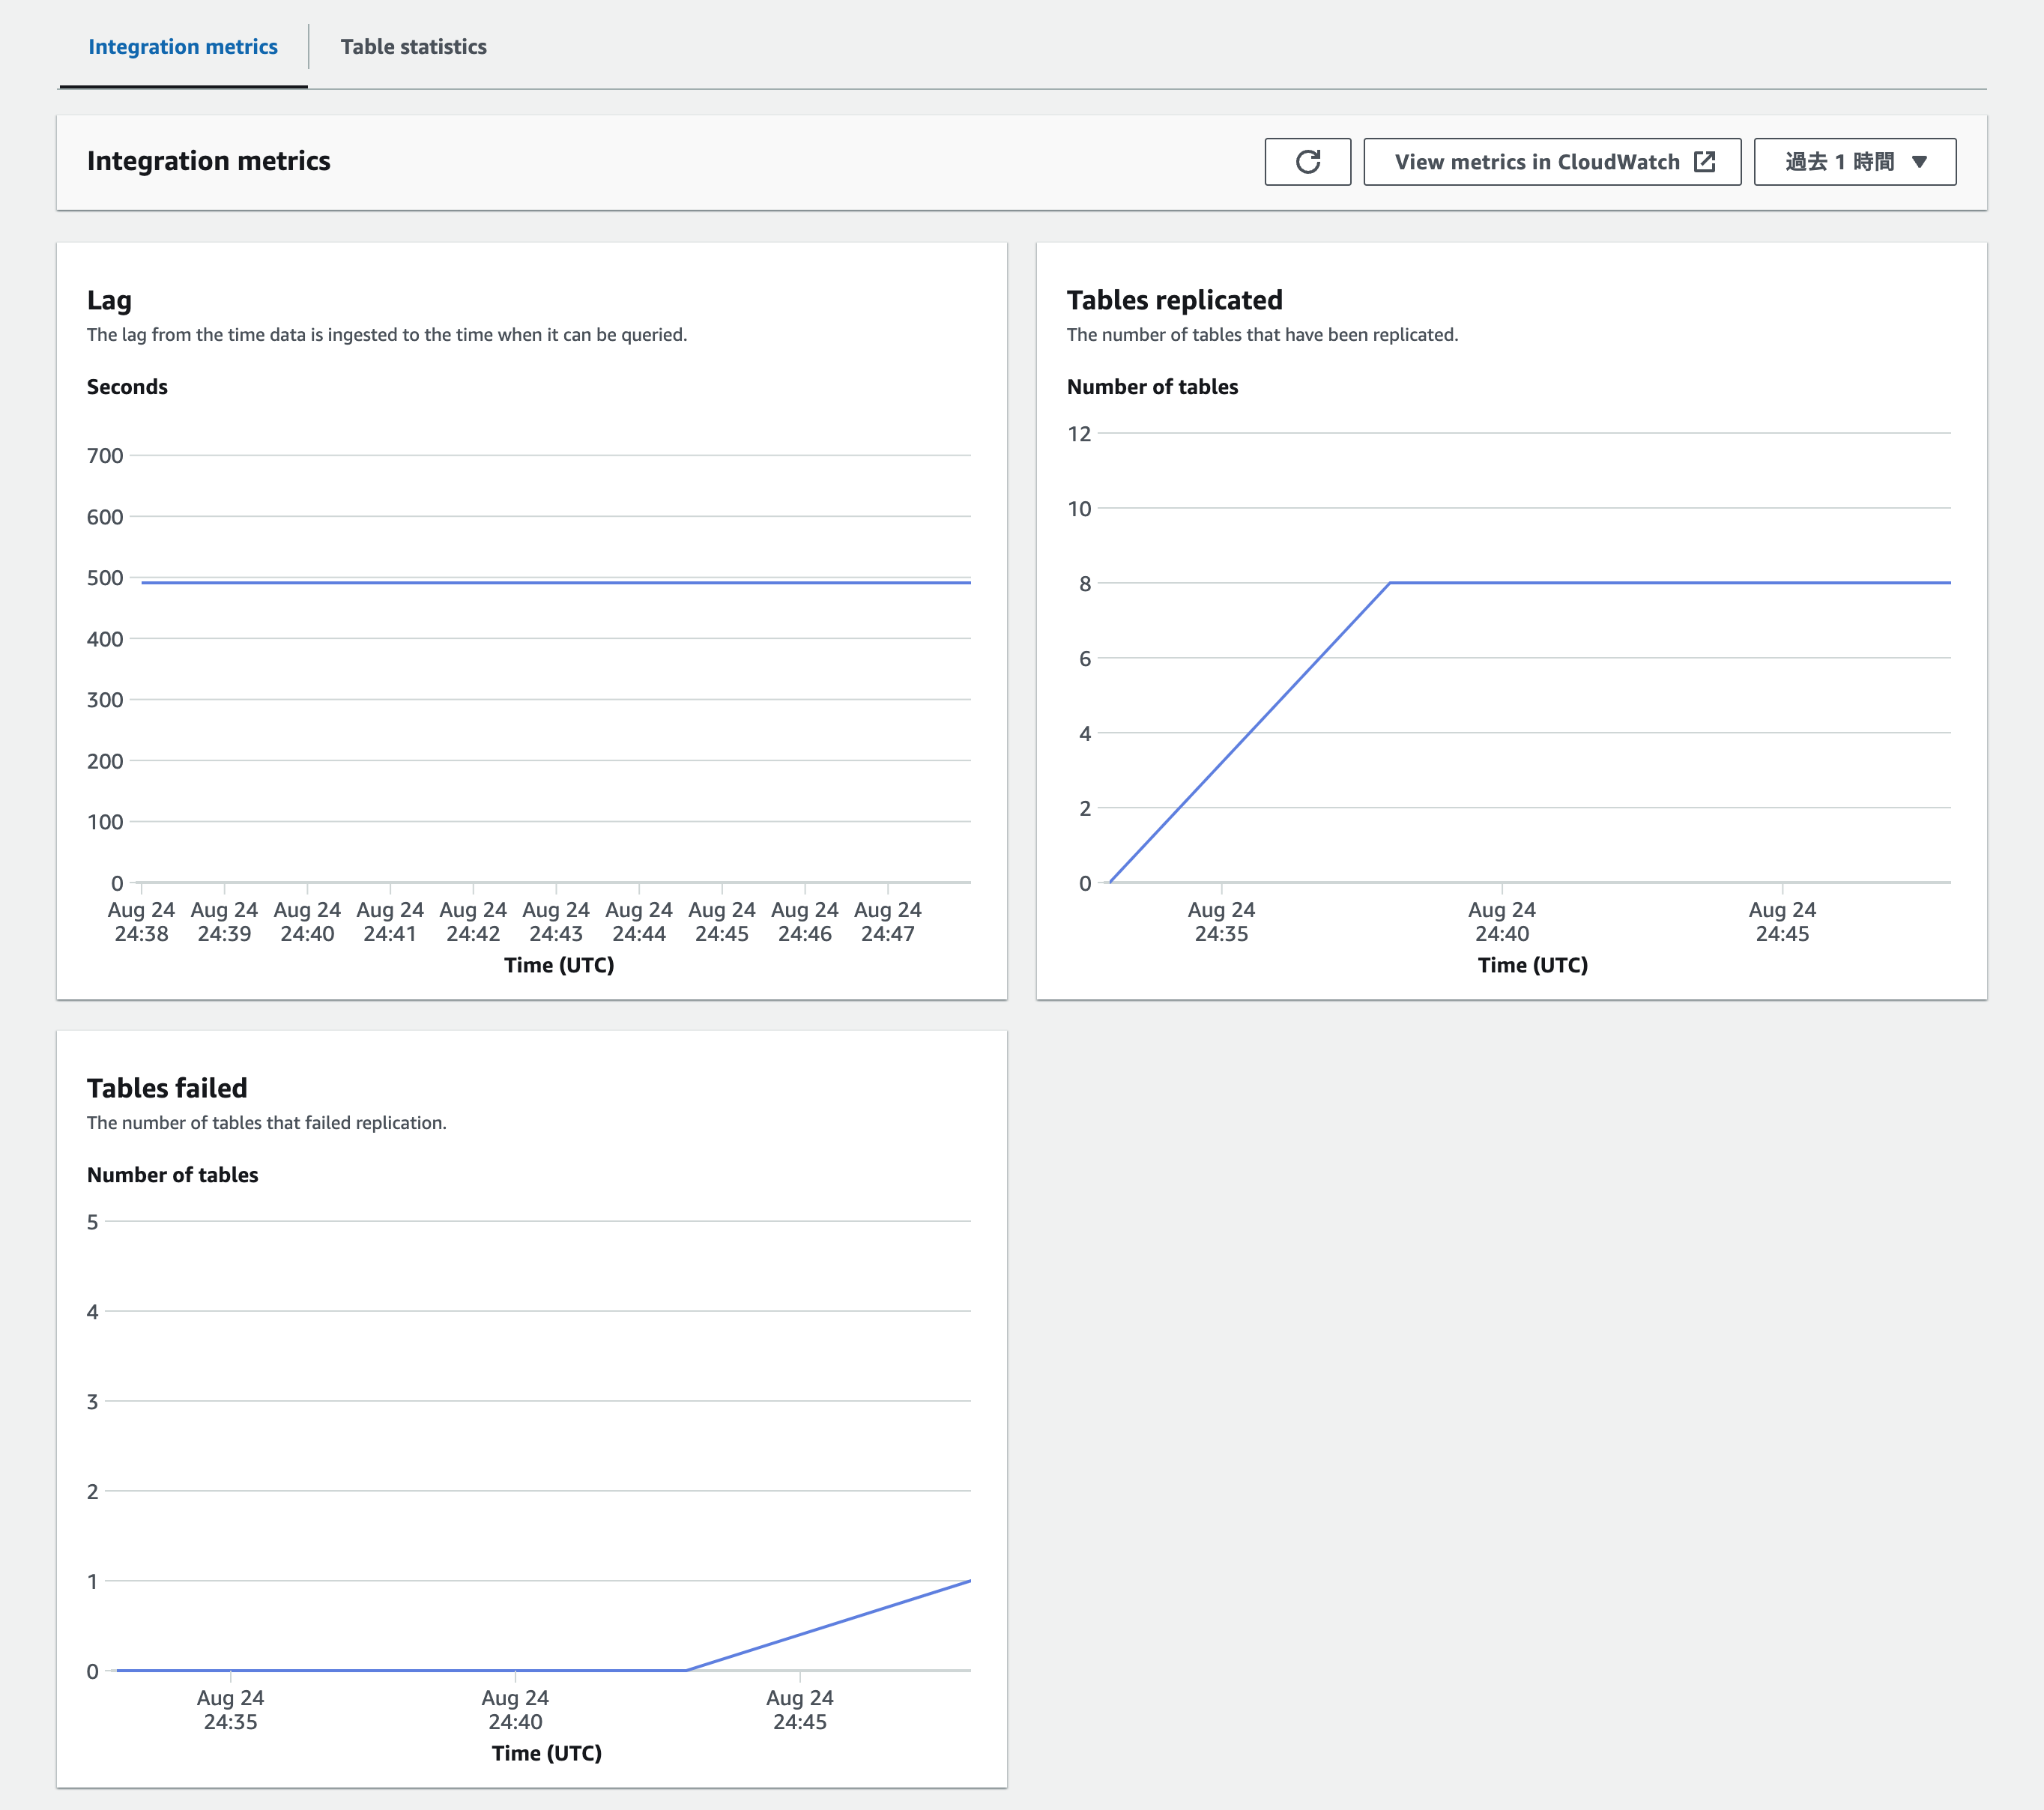 Integration metrics
Table statistics
Integration metrics
View metrics in CloudWatch
過去 1 時間
Lag
The lag from the time data is ingested to the time when it can be queried.
Seconds
700
600
500
400
300
200
100
0
Aug 24 Aug 24 Aug 24 Aug 24 Aug 24 Aug 24 Aug 24 Aug 24 Aug 24 Aug 24
24:38 24:39 24:40 24:41 24:42 24:43 24:44 24:45 24:46 24:47
Time (UTC)
Tables replicated
The number of tables that have been replicated.
Number of tables
12
10
8
6
4
2
0
Aug 24 Aug 24 Aug 24
24:35 24:40 24:45
Time (UTC)
Tables failed
The number of tables that failed replication.
Number of tables
5
4
3
2
1
0
Aug 24 Aug 24 Aug 24
24:35 24:40 24:45
Time (UTC)